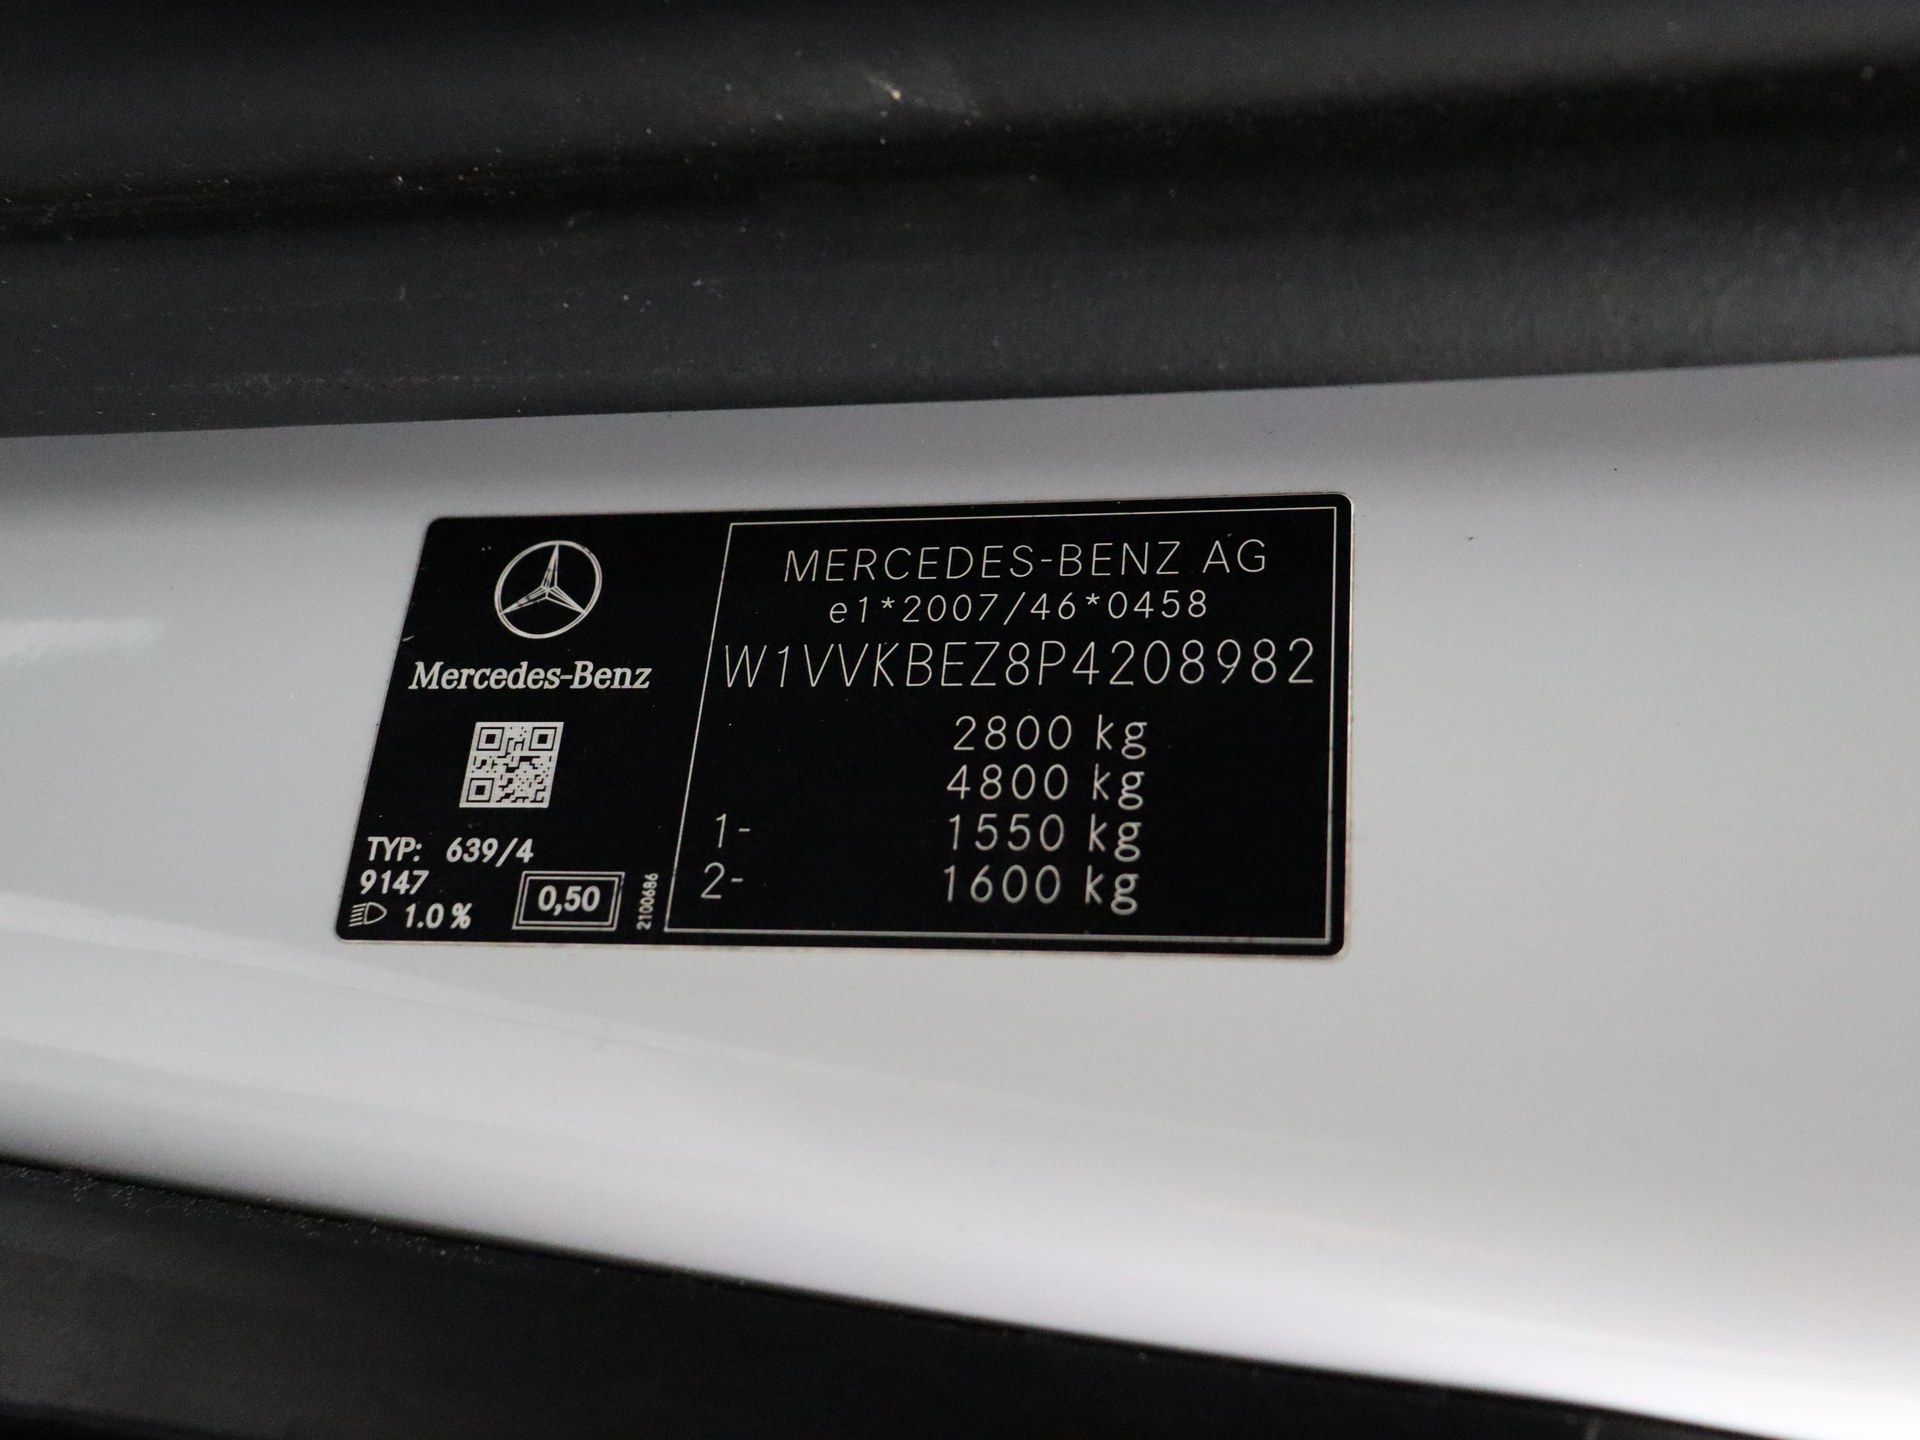 Mercedes-Benz
TYP: 639/4
9147
1.0 %
0,50
2100686
MERCEDES-BENZ AG
e1*2007/46*0458
W1VVKBEZ8P4208982
2800 kg
4800 kg
1- 1550 kg
2- 1600 kg